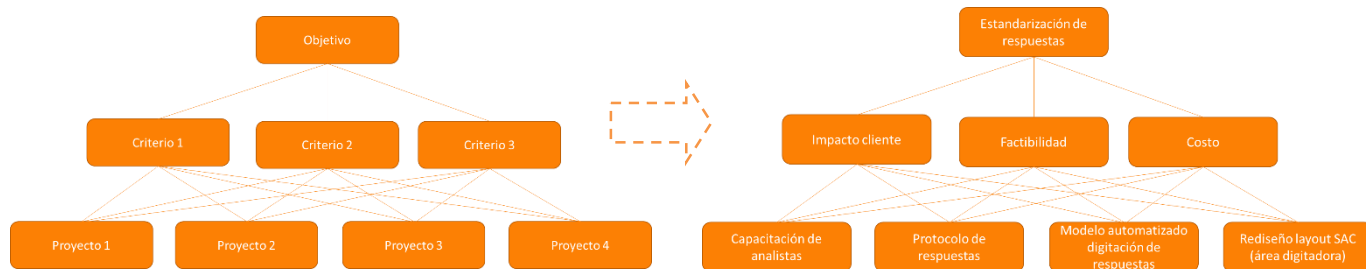 Objetivo
Criterio 1
Criterio 2
Criterio 3
Proyecto 1
Proyecto 2
Proyecto 3
Proyecto 4
Estandarización de
respuestas
Impacto cliente
Factibilidad
Costo
Capacitación de
analistas
Protocolo de
respuestas
Modelo automatizado
digitación de
respuestas
Rediseño layout SAC
(área digitadora)